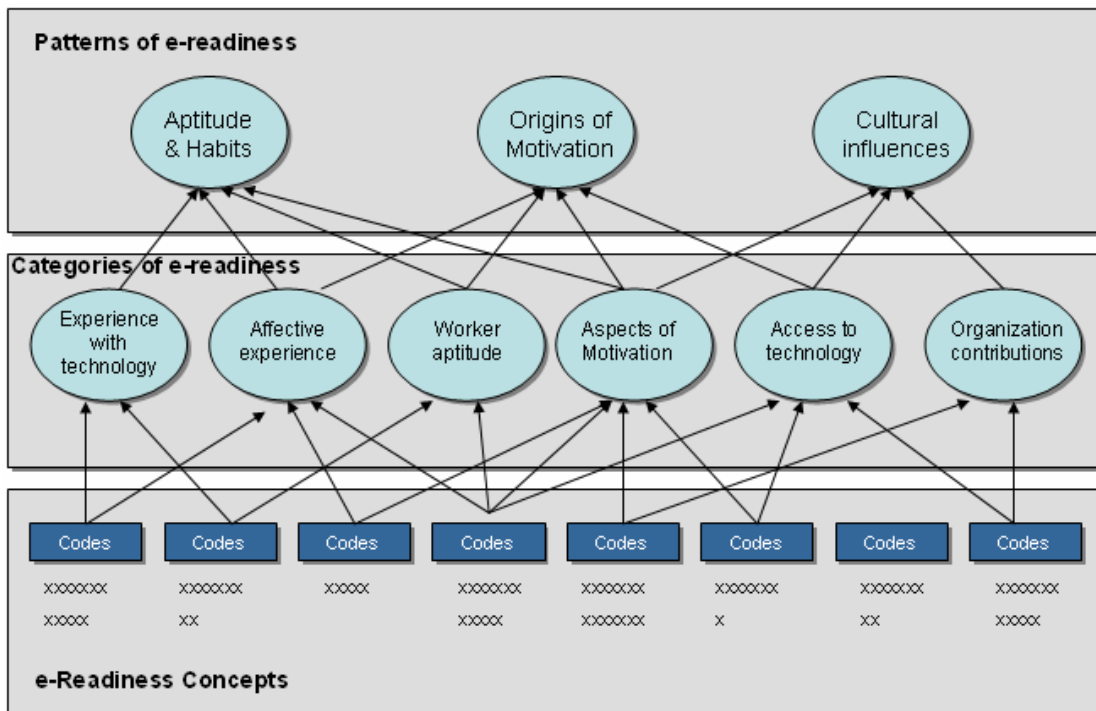 Patterns of e-readiness
Aptitude
& Habits
Origins of
Motivation
Cultural
influences
Categories of e-readiness
Experience
with
technology
Affective
experience
Worker
aptitude
Aspects of
Motivation
Access to
technology
Organization
contributions
Codes
Codes
Codes
Codes
Codes
Codes
Codes
Codes
xxxxxxx
xxxxxxx
xxxxx
xxxxxxx
xxxxxxx
xxxxxxx
xxxxxxx
xxxxxxx
xxxxx
xx
xxxxx
xxxxxxx
x
xx
xxxxx
e-Readiness Concepts